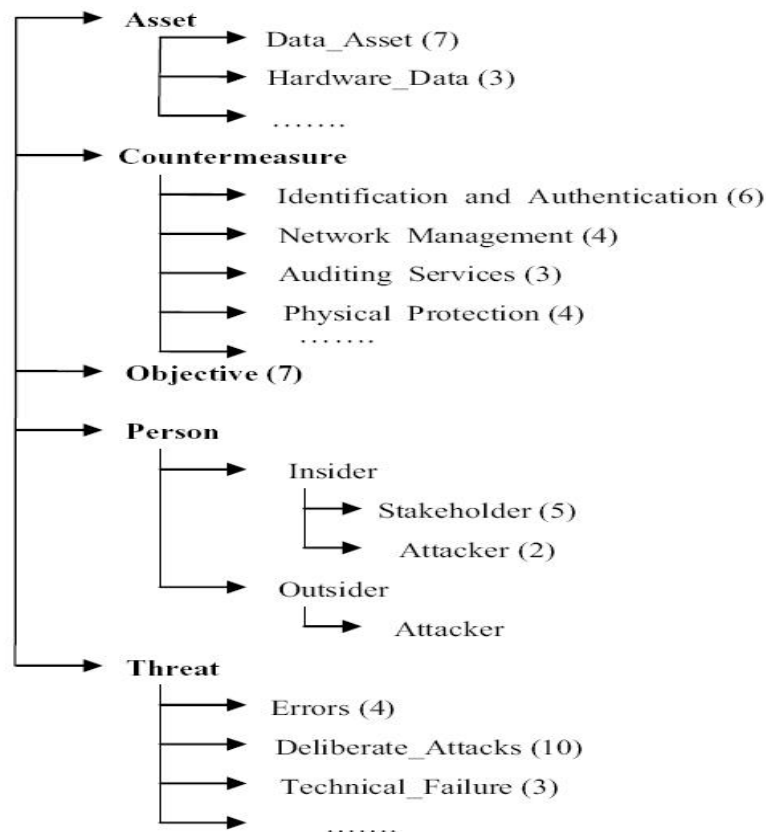 Asset
Data_Asset (7)
Hardware_Data (3)
.......
Countermeasure
Identification and Authentication (6)
Network Management (4)
Auditing Services (3)
Physical Protection (4)
.......
Objective (7)
Person
Insider
Stakeholder (5)
Attacker (2)
Outsider
Attacker
Threat
Errors (4)
Deliberate_Attacks (10)
Technical_Failure (3)
.......